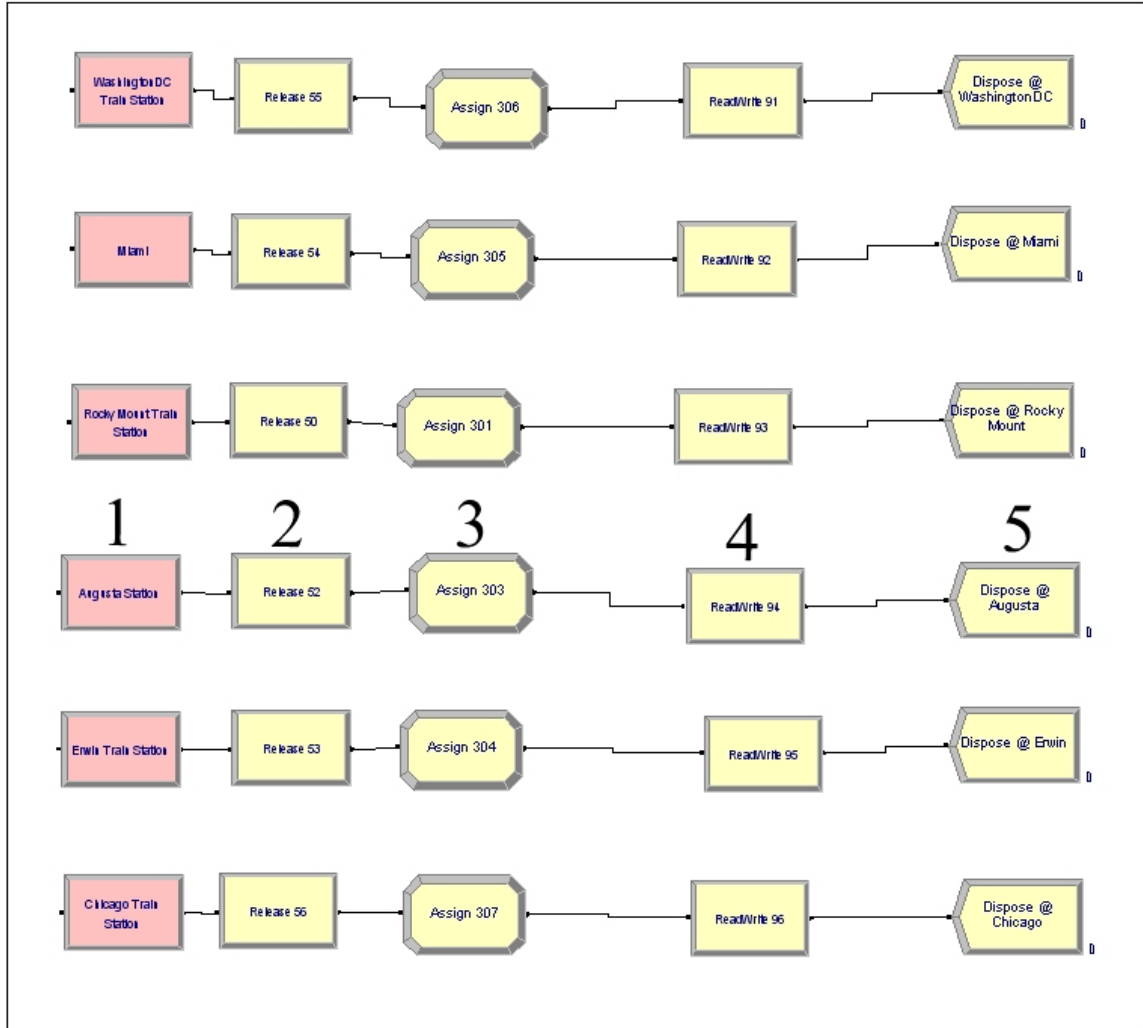 Washington DC
Train Station
Release 55
Assign 306
ReadWrite 91
Dispose @
Washington DC
0
Miami
Release 54
Assign 305
ReadWrite 92
Dispose @ Miami
0
Rocky Mount Train
Station
Release 50
Assign 301
ReadWrite 93
Dispose @ Rocky
Mount
0
1
2
3
4
5
Augusta Station
Release 52
Assign 303
ReadWrite 94
Dispose @
Augusta
0
Erwin Train Station
Release 53
Assign 304
ReadWrite 95
Dispose @ Erwin
0
Chicago Train
Station
Release 56
Assign 307
ReadWrite 96
Dispose @
Chicago
0